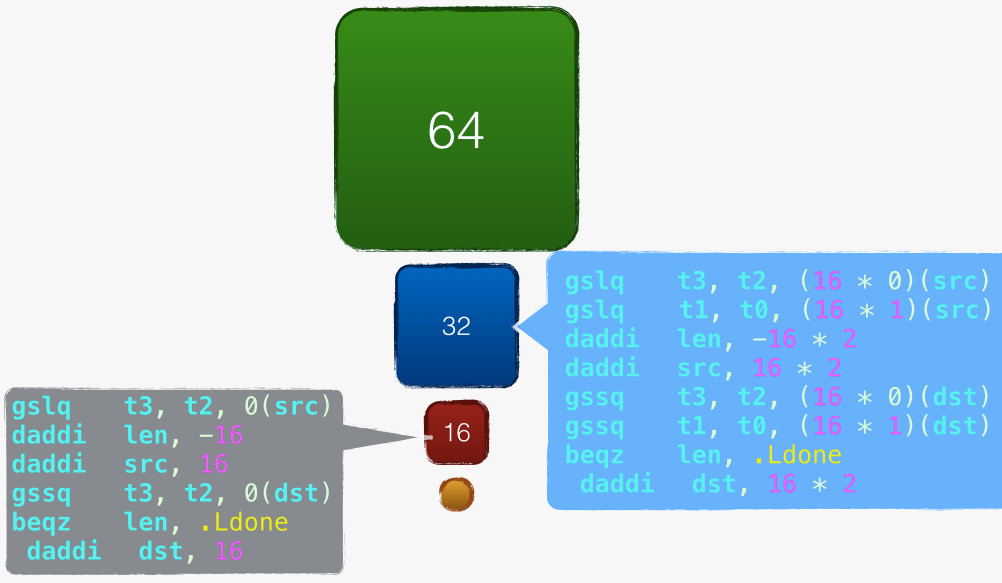 64
32
gslq t3, t2, (16 * 0)(src)
gslq t1, t0, (16 * 1)(src)
daddi len, -16 * 2
daddi src, 16 * 2
gssq t3, t2, (16 * 0)(dst)
gssq t1, t0, (16 * 1)(dst)
beqz len, .Ldone
daddi dst, 16 * 2
16
gslq t3, t2, 0(src)
daddi len, -16
daddi src, 16
gssq t3, t2, 0(dst)
beqz len, .Ldone
daddi dst, 16